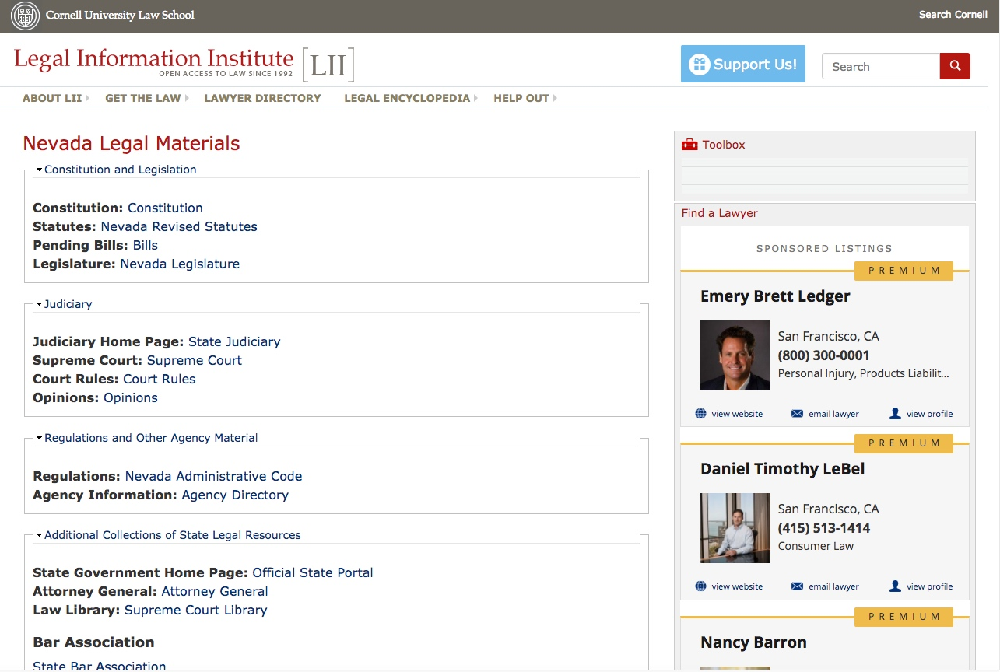 Cornell University Law School
Search Cornell
Legal Information Institute [LII]
OPEN ACCESS TO LAW SINCE 1992
Support Us!
Search
ABOUT LII
GET THE LAW
LAWYER DIRECTORY
LEGAL ENCYCLOPEDIA
HELP OUT
Nevada Legal Materials
Constitution and Legislation
Constitution: Constitution
Statutes: Nevada Revised Statutes
Pending Bills: Bills
Legislature: Nevada Legislature
Judiciary
Judiciary Home Page: State Judiciary
Supreme Court: Supreme Court
Court Rules: Court Rules
Opinions: Opinions
Regulations and Other Agency Material
Regulations: Nevada Administrative Code
Agency Information: Agency Directory
Additional Collections of State Legal Resources
State Government Home Page: Official State Portal
Attorney General: Attorney General
Law Library: Supreme Court Library
Bar Association
State Bar Association
Toolbox
Find a Lawyer
SPONSORED LISTINGS
PREMIUM
Emery Brett Ledger
San Francisco, CA
(800) 300-0001
Personal Injury, Products Liabilit...
view website email lawyer view profile
PREMIUM
Daniel Timothy LeBel
San Francisco, CA
(415) 513-1414
Consumer Law
view website email lawyer view profile
PREMIUM
Nancy Barron